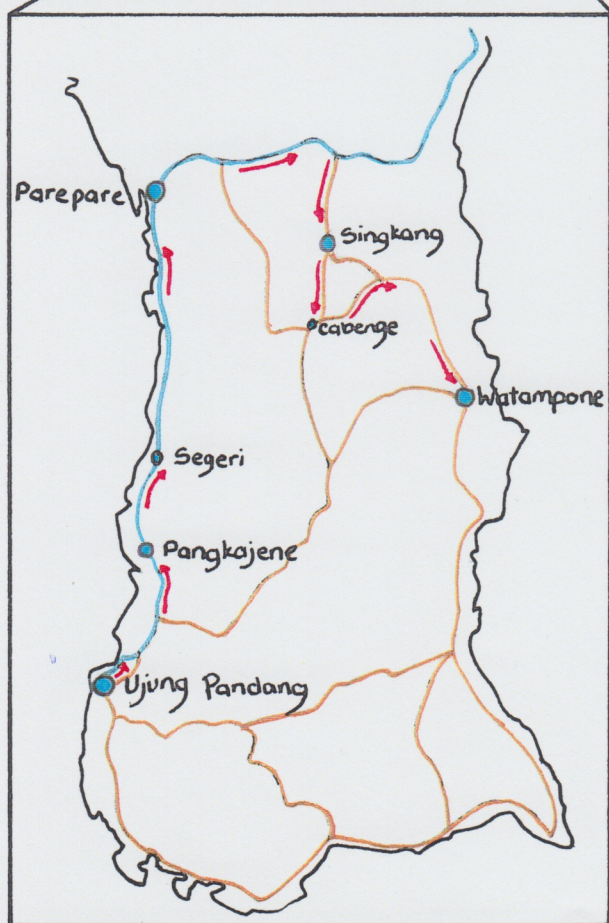 Parepare
Singkang
cabenge
Watampone
Segeri
Pangkajene
Ujung Pandang